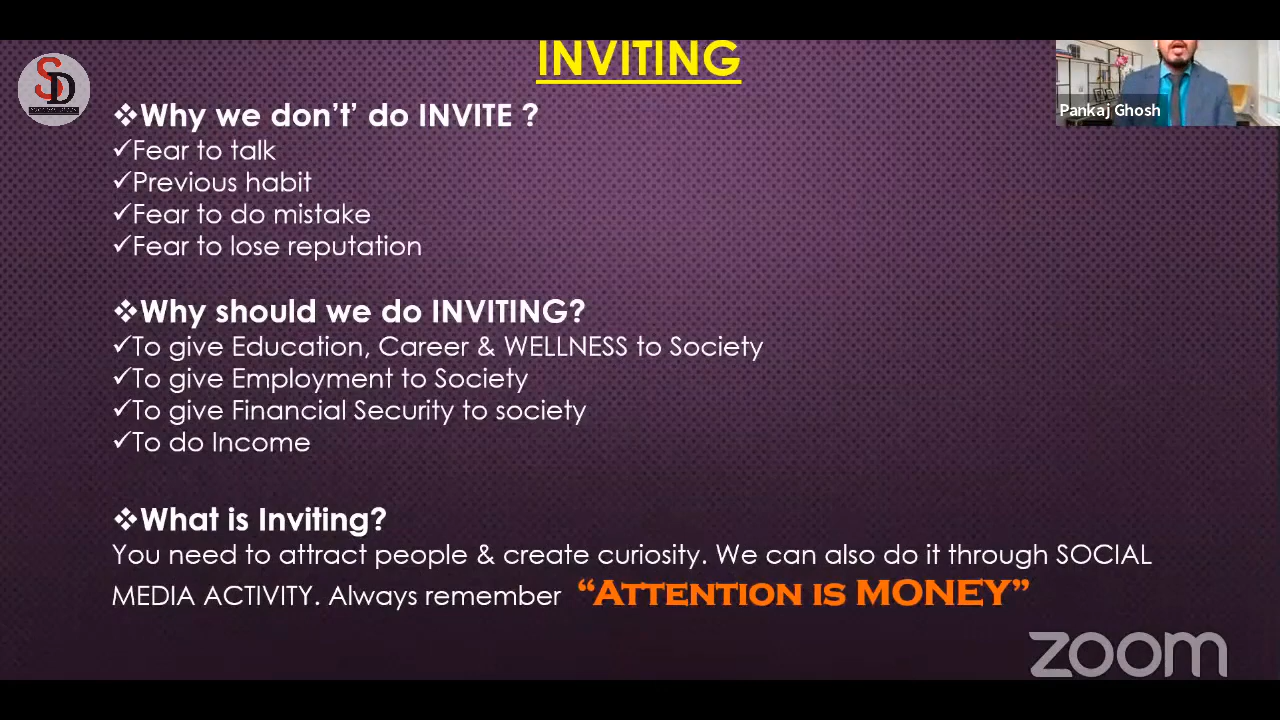 INVITING
SD
Pankaj Ghosh
❖Why we don’t’ do INVITE ?
✓Fear to talk
✓Previous habit
✓Fear to do mistake
✓Fear to lose reputation
❖Why should we do INVITING?
✓To give Education, Career & WELLNESS to Society
✓To give Employment to Society
✓To give Financial Security to society
✓To do Income
❖What is Inviting?
You need to attract people & create curiosity. We can also do it through SOCIAL
MEDIA ACTIVITY. Always remember “ATTENTION IS MONEY”
zoom